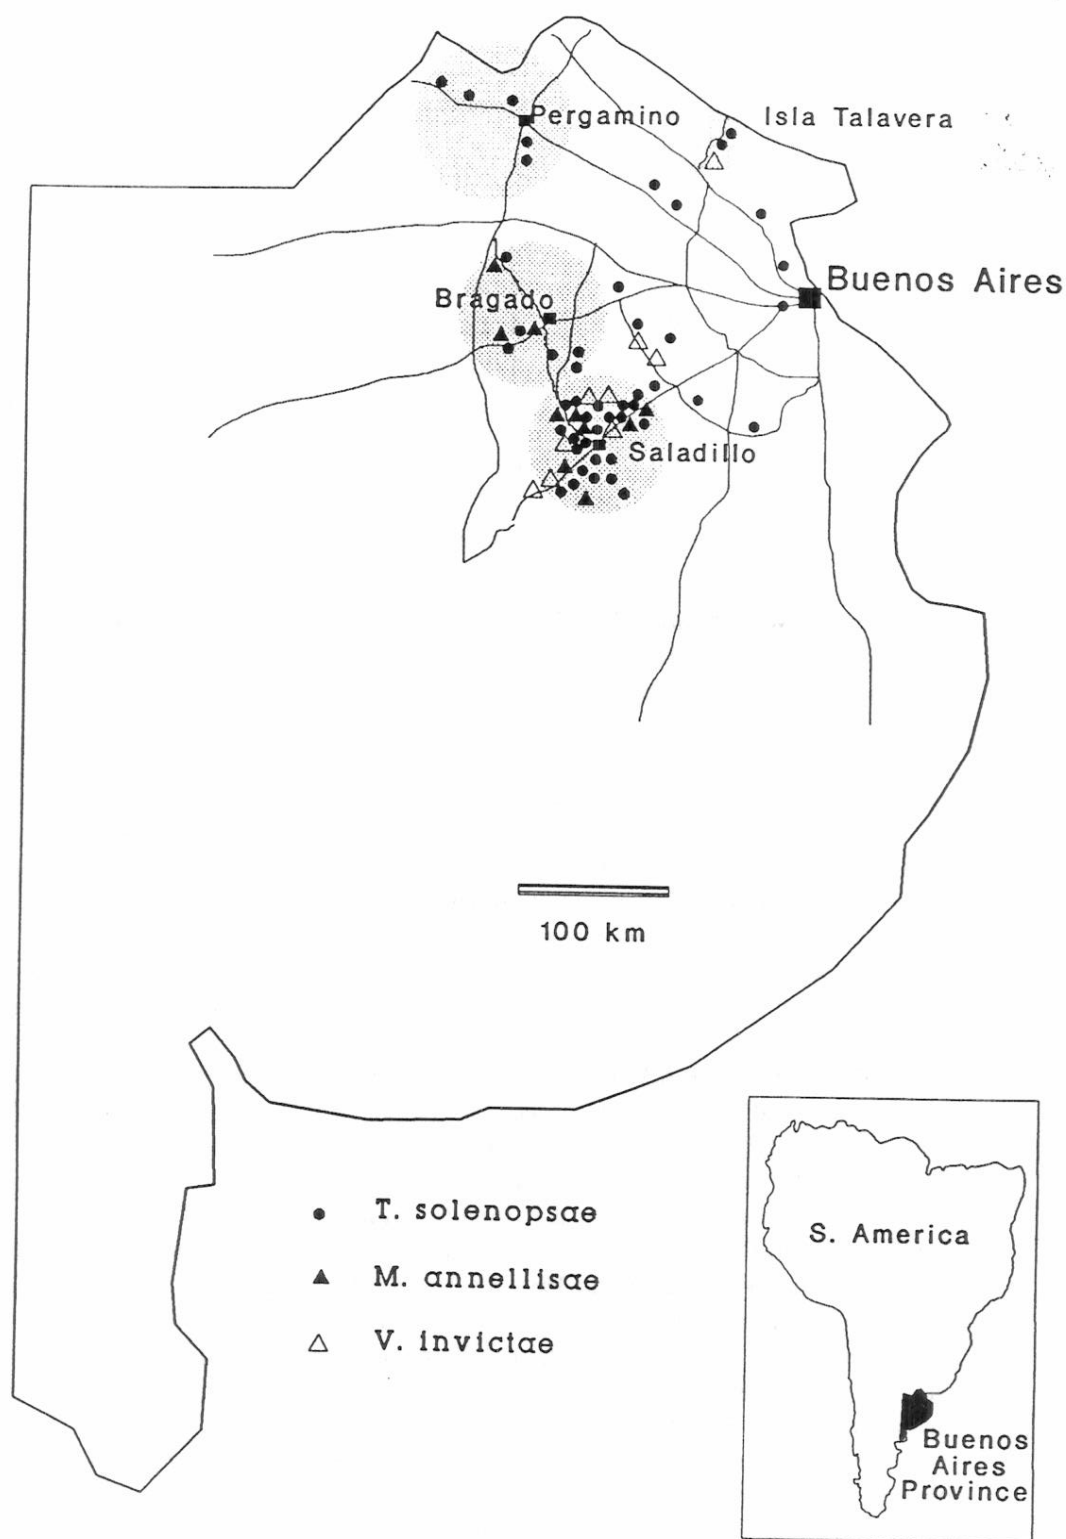 Pergamino
Isla Talavera
Buenos Aires
Bragado
Saladillo
100 km
T. solenopsae
M. annellisae
V. invictae
S. America
Buenos
Aires
Province